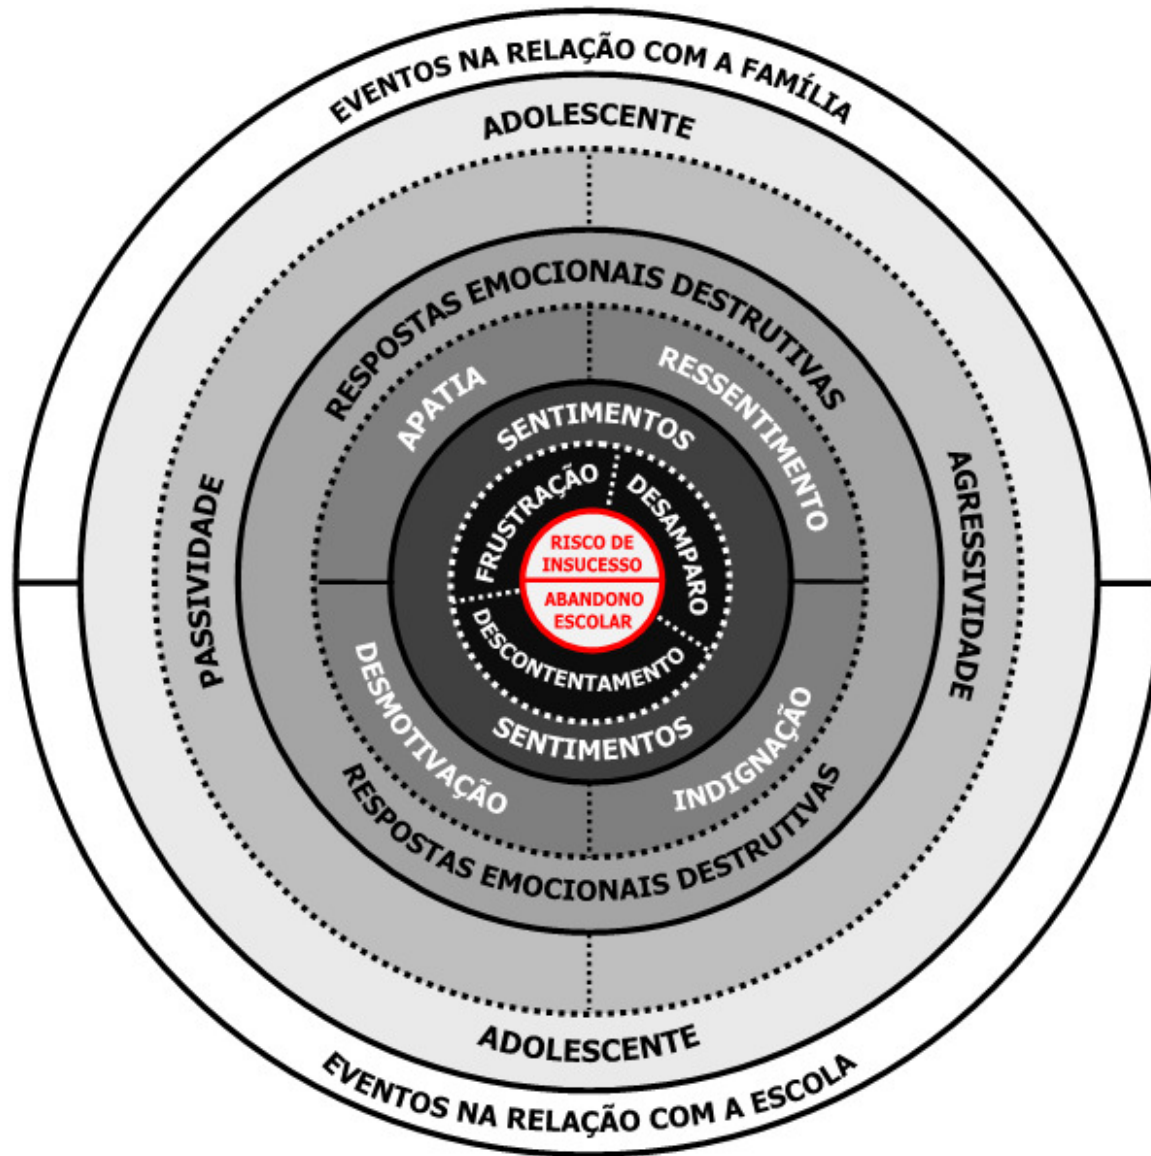 EVENTOS NA RELAÇÃO COM A FAMÍLIA
ADOLESCENTE
RESPOSTAS EMOCIONAIS DESTRUTIVAS
APATIA
RESSENTIMENTO
SENTIMENTOS
FRUSTRAÇÃO
DESAMPARO
PASSIVIDADE
AGRESSIVIDADE
RISCO DE
INSUCESSO
ABANDONO
ESCOLAR
DESCONTENTAMENTO
SENTIMENTOS
DESMOTIVAÇÃO
INDIGNAÇÃO
RESPOSTAS EMOCIONAIS DESTRUTIVAS
ADOLESCENTE
EVENTOS NA RELAÇÃO COM A ESCOLA